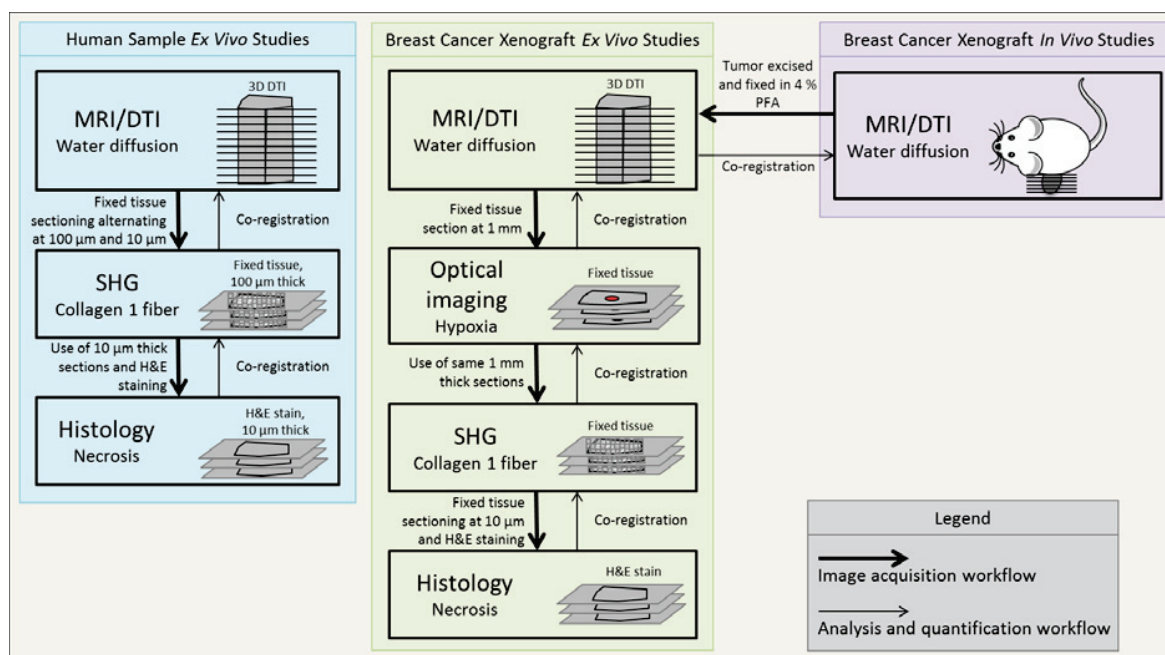 Human Sample Ex Vivo Studies
3D DTI
MRI/DTI
Water diffusion
Fixed tissue
sectioning alternating
at 100 µm and 10 µm
Co-registration
Fixed tissue,
100 µm thick
SHG
Collagen 1 fiber
Use of 10 µm thick
sections and H&E
staining
Co-registration
H&E stain,
10 µm thick
Histology
Necrosis
Breast Cancer Xenograft Ex Vivo Studies
3D DTI
MRI/DTI
Water diffusion
Fixed tissue
section at 1 mm
Co-registration
Fixed tissue
Optical
imaging
Hypoxia
Use of same 1 mm
thick sections
Co-registration
Fixed tissue
SHG
Collagen 1 fiber
Fixed tissue
sectioning at 10 µm
and H&E staining
Co-registration
H&E stain
Histology
Necrosis
Tumor excised
and fixed in 4 %
PFA
Co-registration
Breast Cancer Xenograft In Vivo Studies
MRI/DTI
Water diffusion
Legend
Image acquisition workflow
Analysis and quantification workflow